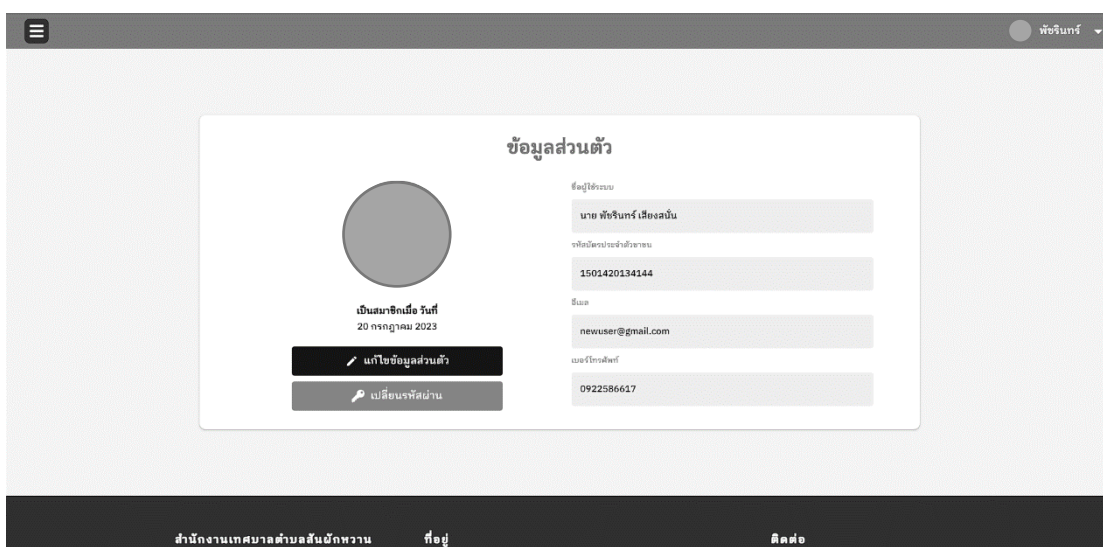 พัชรินทร์
ข้อมูลส่วนตัว
ชื่อผู้ใช้ระบบ
นาย พัชรินทร์ เสียงสนั่น
รหัสบัตรประจำตัวประชาชน
1501420134144
อีเมล
newuser@gmail.com
เบอร์โทรศัพท์
0922586617
เป็นสมาชิกเมื่อ วันที่
20 กรกฎาคม 2023
แก้ไขข้อมูลส่วนตัว
เปลี่ยนรหัสผ่าน
สำนักงานเทศบาลตำบลสันผักหวาน
ที่อยู่
ติดต่อ